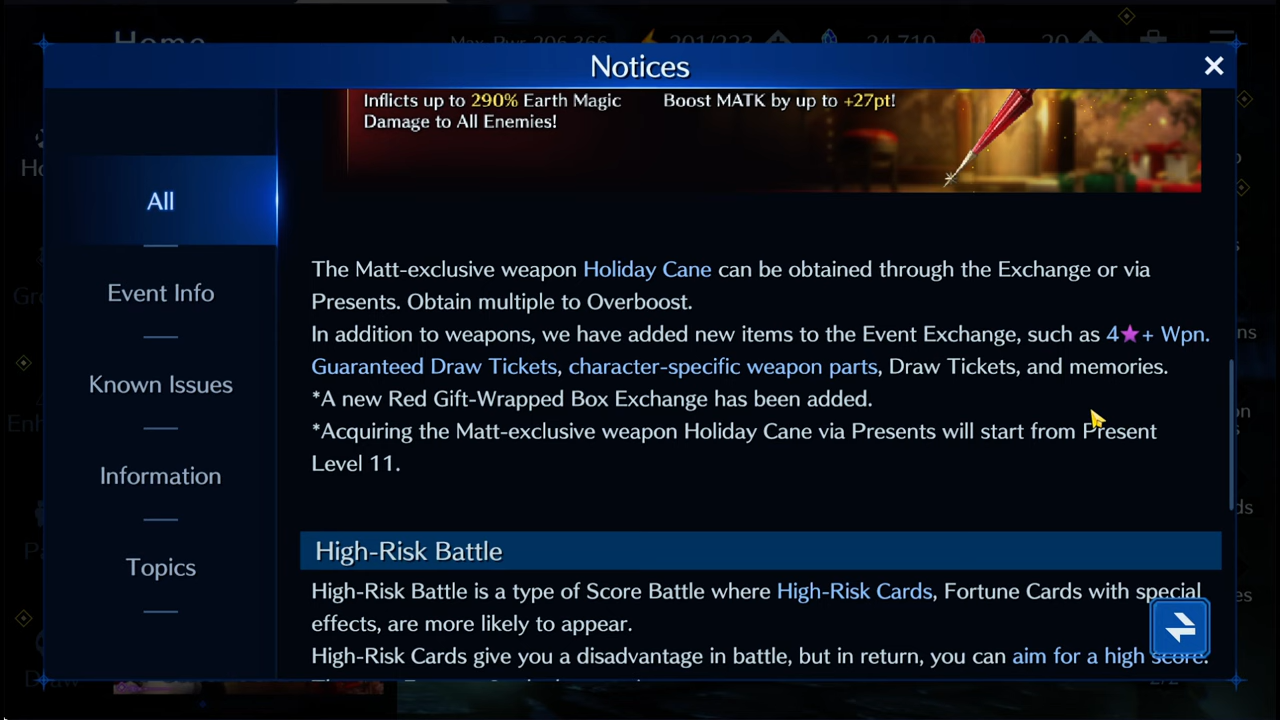 Home
Notices
Inflicts up to 290% Earth Magic
Damage to All Enemies!
Boost MATK by up to +27pt!
All
Event Info
Known Issues
Information
Topics
The Matt-exclusive weapon Holiday Cane can be obtained through the Exchange or via
Presents. Obtain multiple to Overboost.
In addition to weapons, we have added new items to the Event Exchange, such as 4★+ Wpn.
Guaranteed Draw Tickets, character-specific weapon parts, Draw Tickets, and memories.
*A new Red Gift-Wrapped Box Exchange has been added.
*Acquiring the Matt-exclusive weapon Holiday Cane via Presents will start from Present
Level 11.
High-Risk Battle
High-Risk Battle is a type of Score Battle where High-Risk Cards, Fortune Cards with special
effects, are more likely to appear.
High-Risk Cards give you a disadvantage in battle, but in return, you can aim for a high score.